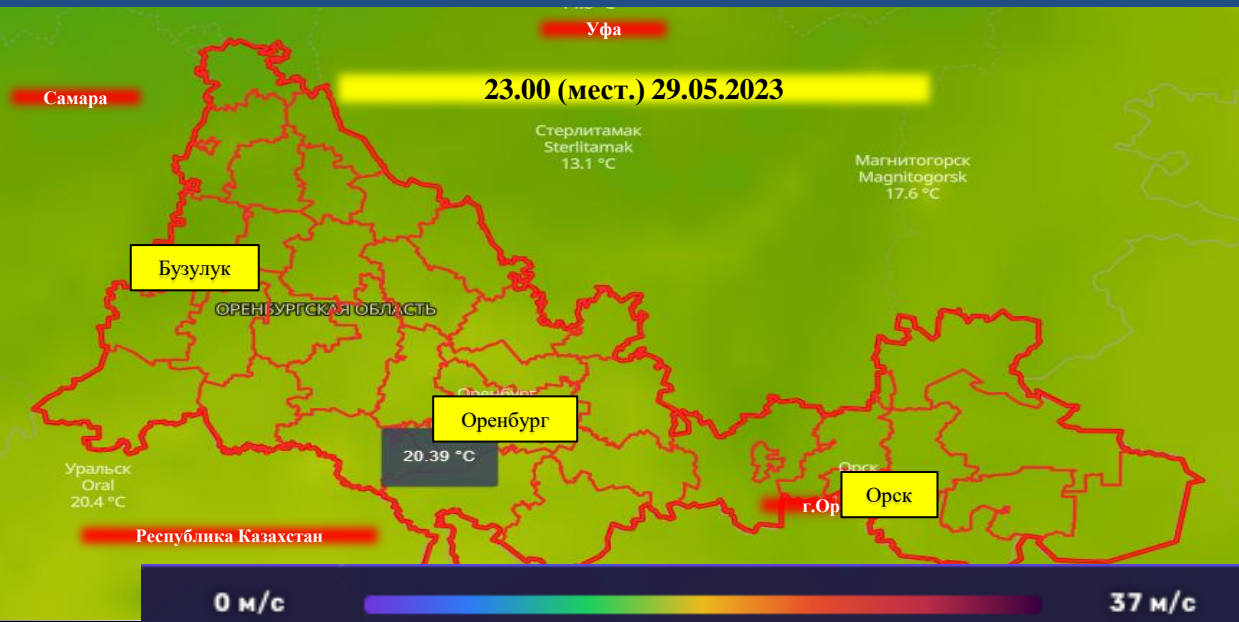 Уфа
Самара
23.00 (мест.) 29.05.2023
Стерлитамак
Sterlitamak
13.1 °C
Магнитогорск
Magnitogorsk
17.6 °C
Бузулук
ОРЕНБУРГСКАЯ ОБЛАСТЬ
Оренбург
Оренбург
20.39 °C
Уральск
Oral
20.4 °C
Орск
Орск
г.Ор
Республика Казахстан
0 м/с
37 м/с